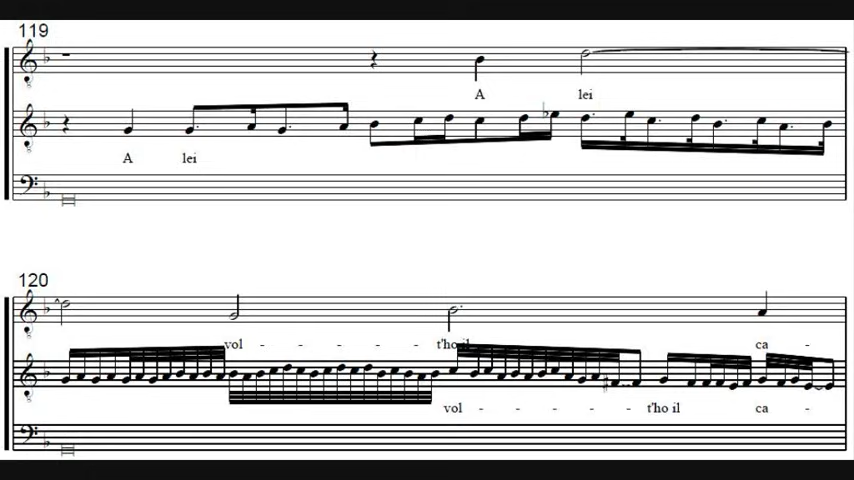 119
A lei
A lei
120
vol - - - t'ho il ca -
vol - - - - t'ho il ca -